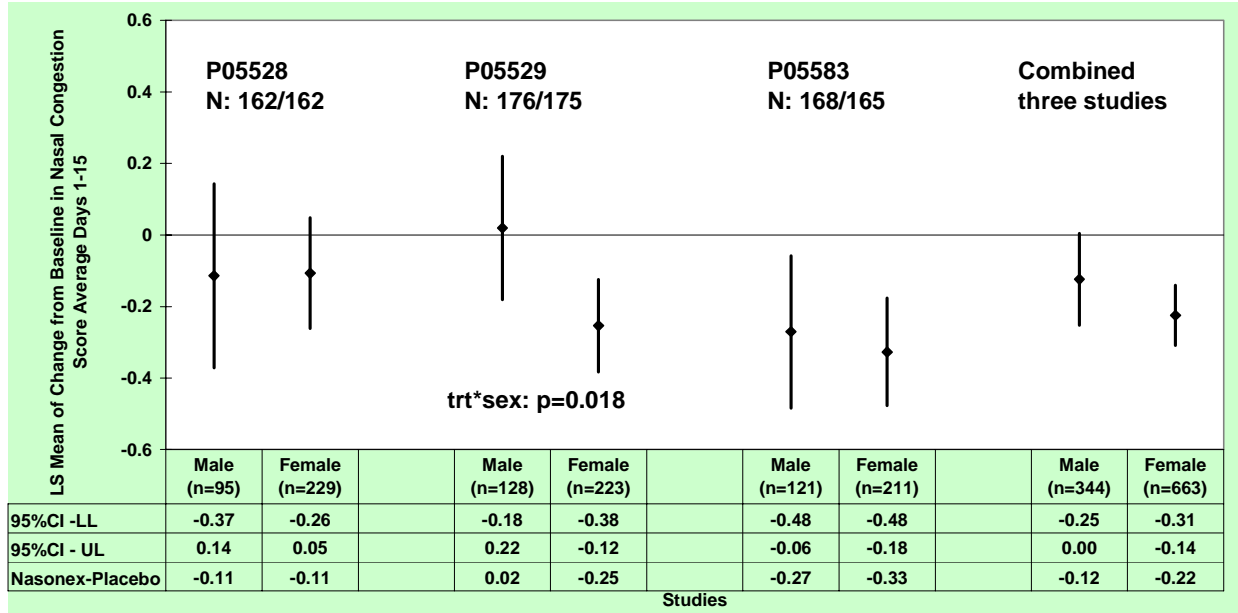 LS Mean of Change from Baseline in Nasal Congestion
Score Average Days 1-15
0.6
0.4
0.2
0
-0.2
-0.4
-0.6
P05528
N: 162/162
P05529
N: 176/175
P05583
N: 168/165
Combined
three studies
trt*sex: p=0.018
Male Female Male Female Male Female Male Female
(n=95) (n=229) (n=128) (n=223) (n=121) (n=211) (n=344) (n=663)
95%CI -LL -0.37 -0.26 -0.18 -0.38 -0.48 -0.48 -0.25 -0.31
95%CI - UL 0.14 0.05 0.22 -0.12 -0.06 -0.18 0.00 -0.14
Nasonex-Placebo -0.11 -0.11 0.02 -0.25 -0.27 -0.33 -0.12 -0.22
Studies